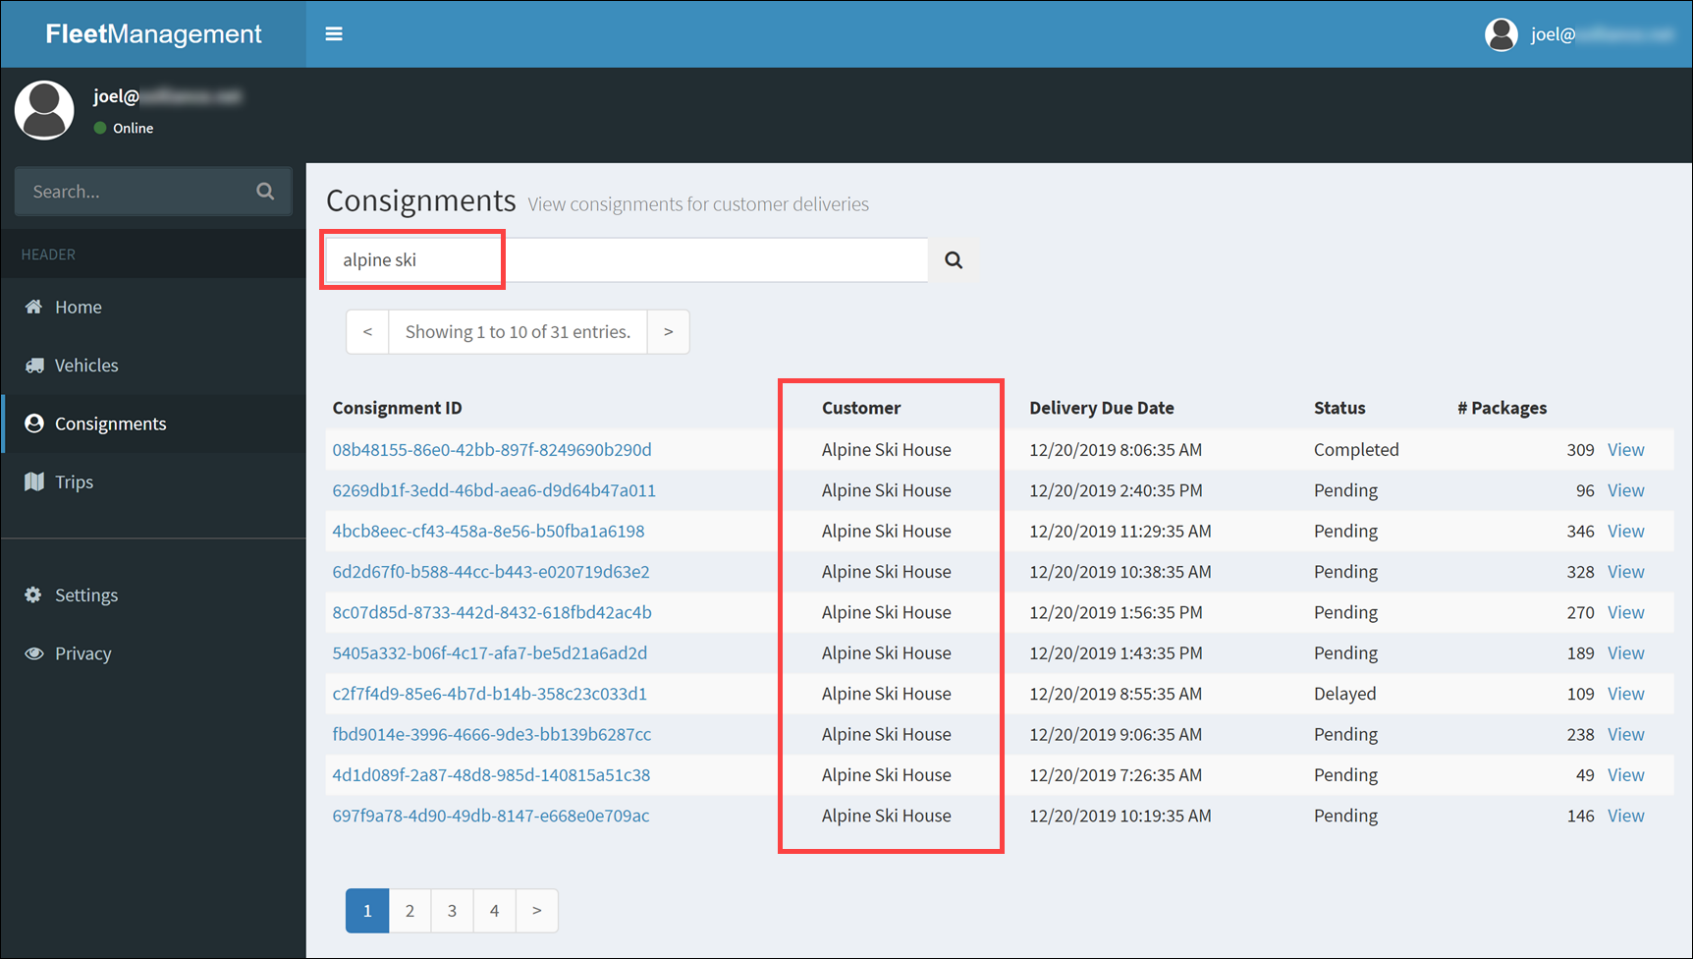 FleetManagement
joel@
joel@
Online
Search...
HEADER
Home
Vehicles
Consignments
Trips
Settings
Privacy
Consignments View consignments for customer deliveries
alpine ski
< Showing 1 to 10 of 31 entries. >
Consignment ID Customer Delivery Due Date Status # Packages
08b48155-86e0-42bb-897f-8249690b290d Alpine Ski House 12/20/2019 8:06:35 AM Completed 309 View
6269db1f-3edd-46bd-aea6-d9d64b47a011 Alpine Ski House 12/20/2019 2:40:35 PM Pending 96 View
4bcb8eec-cf43-458a-8e56-b50fba1a6198 Alpine Ski House 12/20/2019 11:29:35 AM Pending 346 View
6d2d67f0-b588-44cc-b443-e020719d63e2 Alpine Ski House 12/20/2019 10:38:35 AM Pending 328 View
8c07d85d-8733-442d-8432-618fbd42ac4b Alpine Ski House 12/20/2019 1:56:35 PM Pending 270 View
5405a332-b06f-4c17-afa7-be5d21a6ad2d Alpine Ski House 12/20/2019 1:43:35 PM Pending 189 View
c2f7f4d9-85e6-4b7d-b14b-358c23c033d1 Alpine Ski House 12/20/2019 8:55:35 AM Delayed 109 View
fbd9014e-3996-4666-9de3-bb139b6287cc Alpine Ski House 12/20/2019 9:06:35 AM Pending 238 View
4d1d089f-2a87-48d8-985d-140815a51c38 Alpine Ski House 12/20/2019 7:26:35 AM Pending 49 View
697f9a78-4d90-49db-8147-e668e0e709ac Alpine Ski House 12/20/2019 10:19:35 AM Pending 146 View
1 2 3 4 >